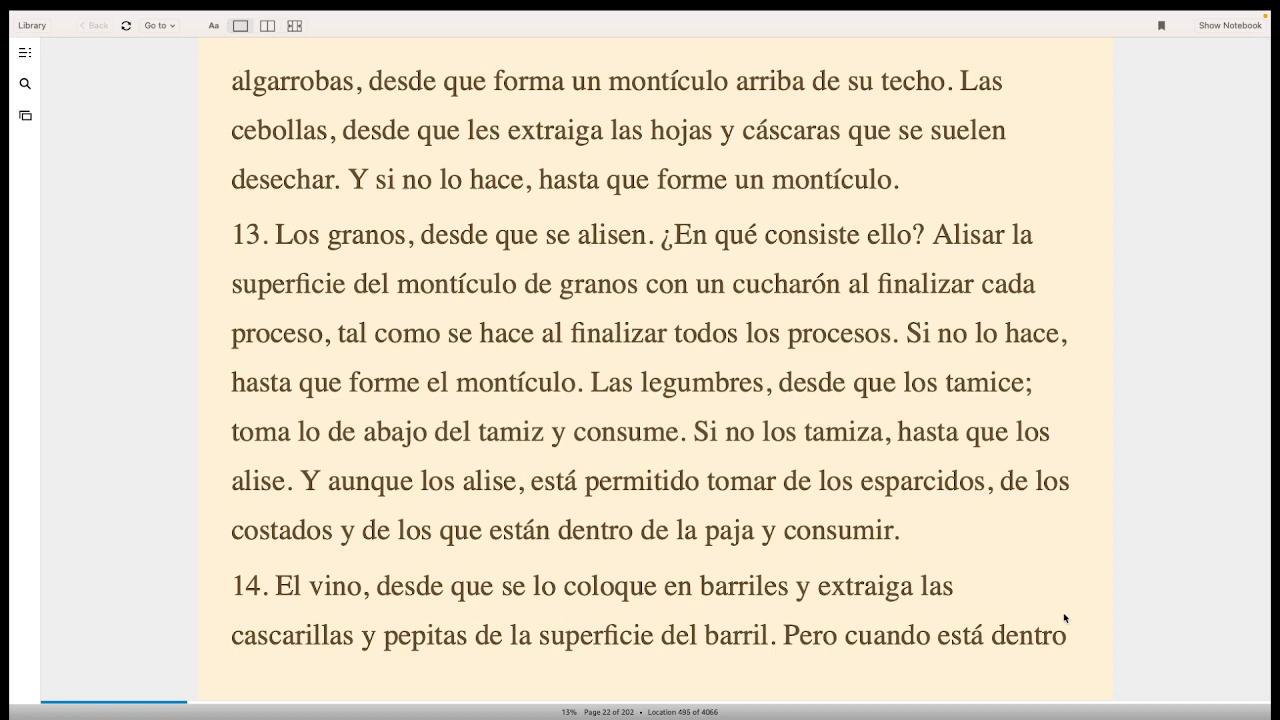 Library
Back
Go to
Aa
Show Notebook
algarrobas, desde que forma un montículo arriba de su techo. Las
cebollas, desde que les extraiga las hojas y cáscaras que se suelen
desechar. Y si no lo hace, hasta que forme un montículo.
13. Los granos, desde que se alisen. ¿En qué consiste ello? Alisar la
superficie del montículo de granos con un cucharón al finalizar cada
proceso, tal como se hace al finalizar todos los procesos. Si no lo hace,
hasta que forme el montículo. Las legumbres, desde que los tamice;
toma lo de abajo del tamiz y consume. Si no los tamiza, hasta que los
alise. Y aunque los alise, está permitido tomar de los esparcidos, de los
costados y de los que están dentro de la paja y consumir.
14. El vino, desde que se lo coloque en barriles y extraiga las
cascarillas y pepitas de la superficie del barril. Pero cuando está dentro
13% Page 22 of 202 • Location 495 of 4066